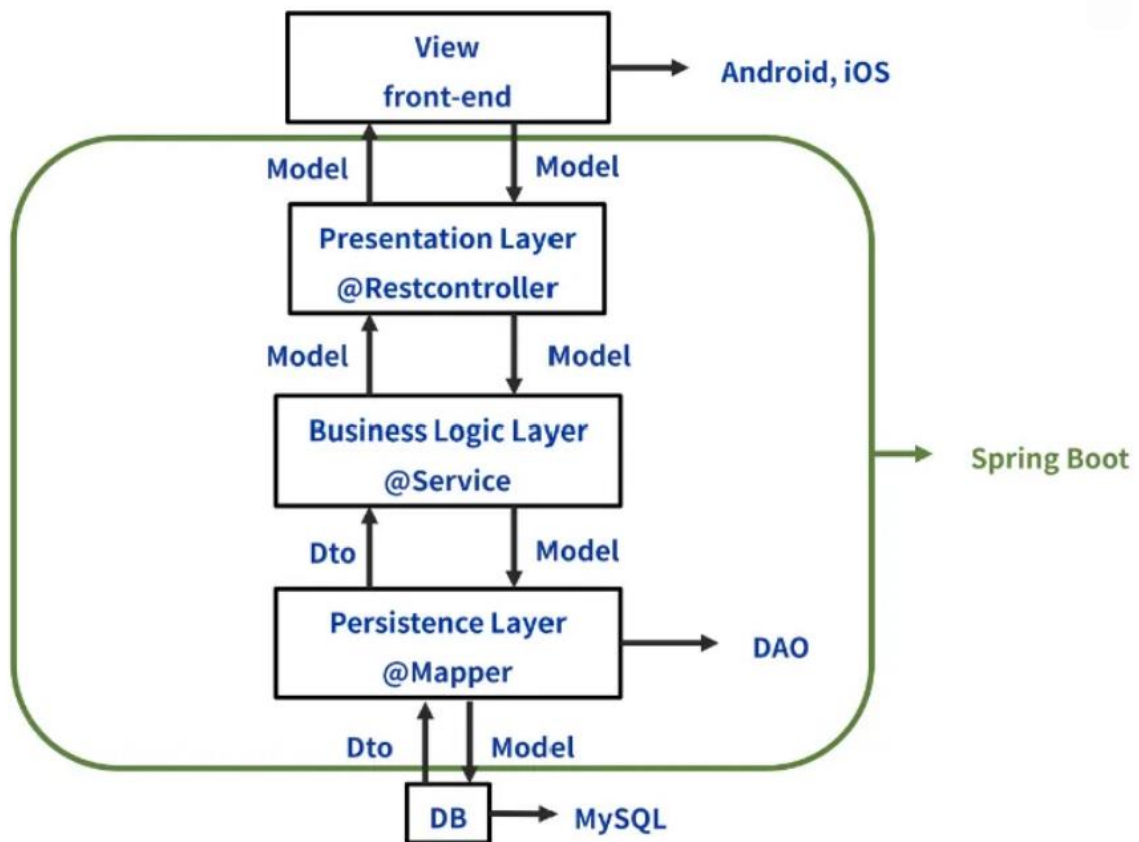 View
front-end
Android, iOS
Model
Model
Presentation Layer
@Restcontroller
Model
Model
Business Logic Layer
@Service
Spring Boot
Dto
Model
Persistence Layer
@Mapper
DAO
Dto
Model
DB
MySQL